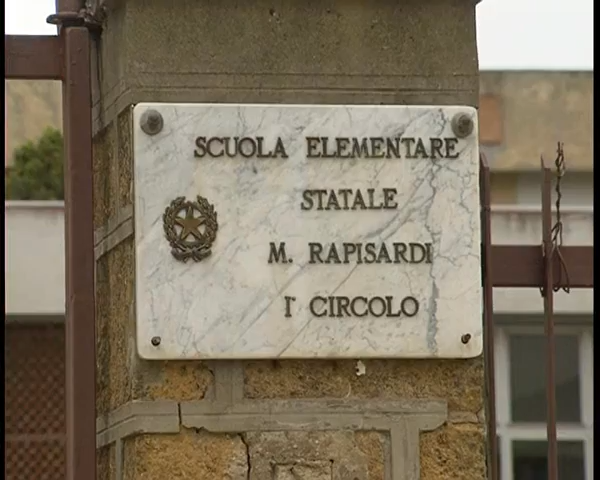 SCUOLA ELEMENTARE
STATALE
M. RAPISARDI
I° CIRCOLO